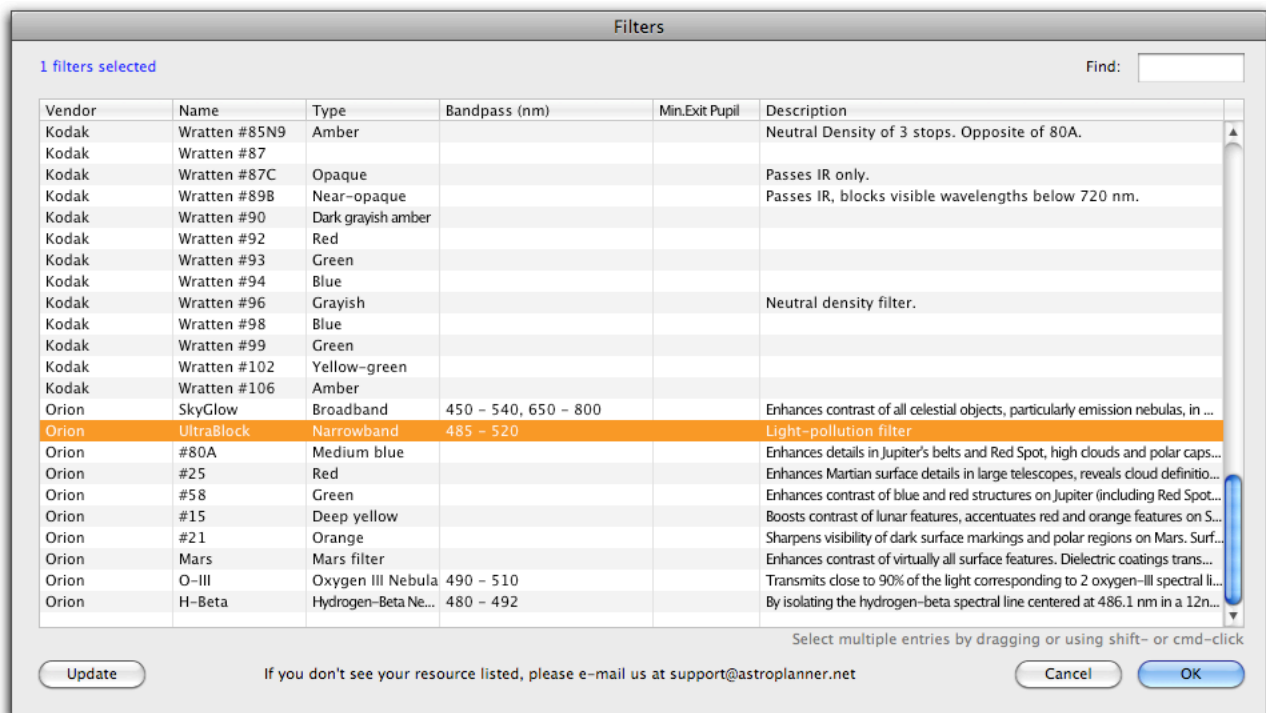 Filters
1 filters selected Find:
Vendor Name Type Bandpass (nm) Min.Exit Pupil Description
Kodak Wratten #85N9 Amber Neutral Density of 3 stops. Opposite of 80A.
Kodak Wratten #87
Kodak Wratten #87C Opaque Passes IR only.
Kodak Wratten #89B Near-opaque Passes IR, blocks visible wavelengths below 720 nm.
Kodak Wratten #90 Dark grayish amber
Kodak Wratten #92 Red
Kodak Wratten #93 Green
Kodak Wratten #94 Blue
Kodak Wratten #96 Grayish Neutral density filter.
Kodak Wratten #98 Blue
Kodak Wratten #99 Green
Kodak Wratten #102 Yellow-green
Kodak Wratten #106 Amber
Orion SkyGlow Broadband 450 - 540, 650 - 800 Enhances contrast of all celestial objects, particularly emission nebulas, in ...
Orion UltraBlock Narrowband 485 - 520 Light-pollution filter
Orion #80A Medium blue Enhances details in Jupiter's belts and Red Spot, high clouds and polar caps...
Orion #25 Red Enhances Martian surface details in large telescopes, reveals cloud definitio...
Orion #58 Green Enhances contrast of blue and red structures on Jupiter (including Red Spot...
Orion #15 Deep yellow Boosts contrast of lunar features, accentuates red and orange features on S...
Orion #21 Orange Sharpens visibility of dark surface markings and polar regions on Mars. Surf...
Orion Mars Mars filter Enhances contrast of virtually all surface features. Dielectric coatings trans...
Orion O-III Oxygen III Nebula 490 - 510 Transmits close to 90% of the light corresponding to 2 oxygen-III spectral li...
Orion H-Beta Hydrogen-Beta Ne... 480 - 492 By isolating the hydrogen-beta spectral line centered at 486.1 nm in a 12n...
Select multiple entries by dragging or using shift- or cmd-click
Update If you don't see your resource listed, please e-mail us at support@astroplanner.net Cancel OK